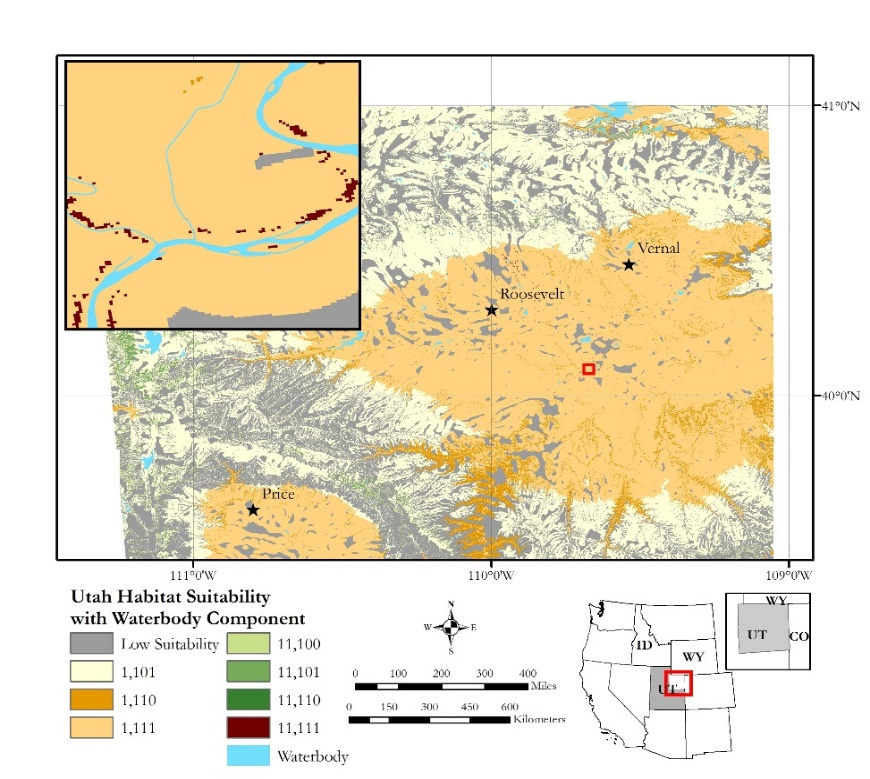 41°0'N
Vernal
Roosevelt
40°0'N
Price
111°0'W
110°0'W
109°0'W
Utah Habitat Suitability
with Waterbody Component
Low Suitability
11,100
1,101
11,101
1,110
11,110
1,111
11,111
Waterbody
N
W
E
S
0 100 200 300 400
Miles
0 150 300 450 600
Kilometers
ID
WY
UT
WY
UT
CO